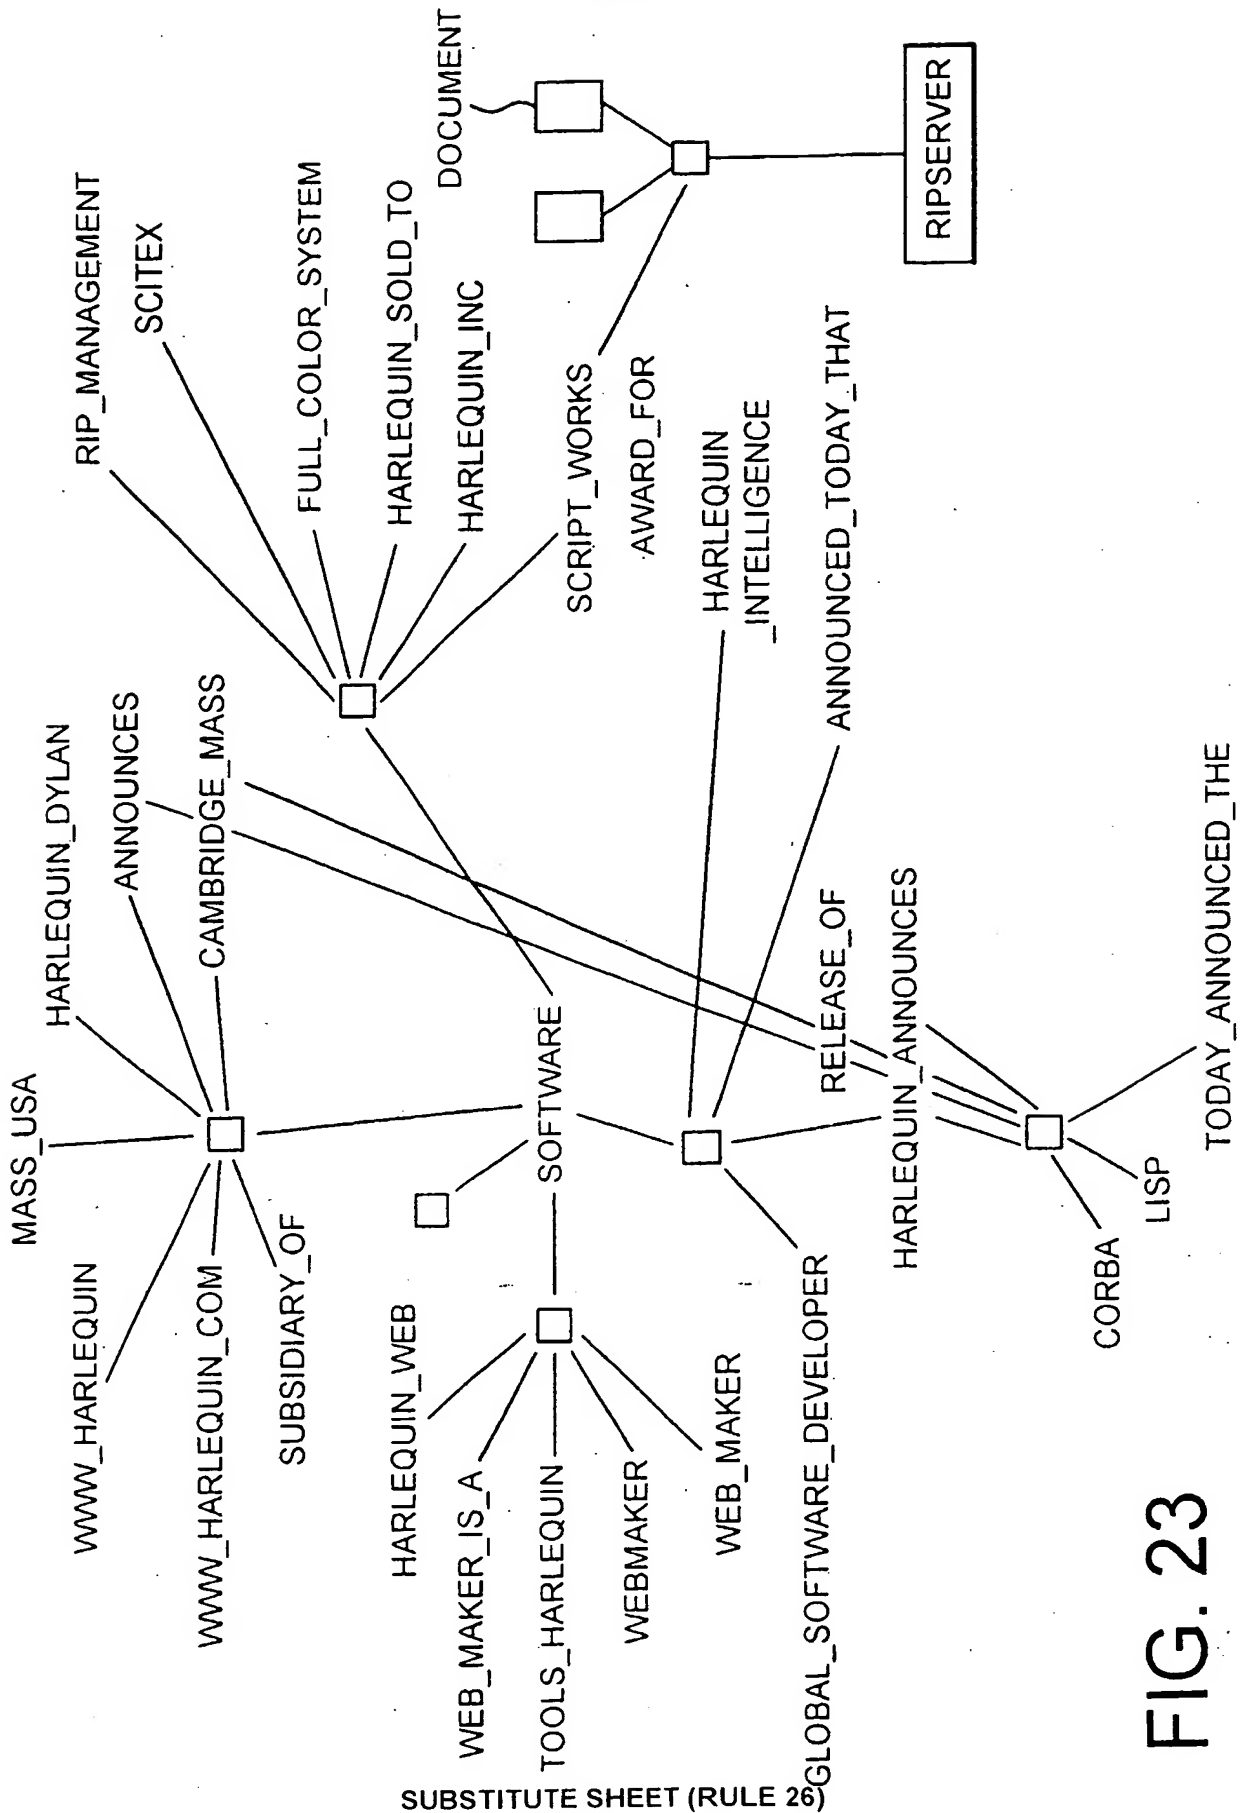 MASS_USA
HARLEQUIN_DYLAN
ANNOUNCES
CAMBRIDGE_MASS
WWW_HARLEQUIN
WWW_HARLEQUIN_COM
SUBSIDIARY_OF
RIP_MANAGEMENT
SCITEX
FULL_COLOR_SYSTEM
HARLEQUIN_SOLD_TO
HARLEQUIN_INC
SCRIPT_WORKS
AWARD_FOR
DOCUMENT
RIPSERVER
SOFTWARE
HARLEQUIN_WEB
WEB_MAKER_IS_A
TOOLS_HARLEQUIN
WEBMAKER
WEB_MAKER
HARLEQUIN
_INTELLIGENCE
ANNOUNCED_TODAY_THAT
GLOBAL_SOFTWARE_DEVELOPER
RELEASE_OF
HARLEQUIN_ANNOUNCES
CORBA
LISP
TODAY_ANNOUNCED_THE
FIG. 23
SUBSTITUTE SHEET (RULE 26)